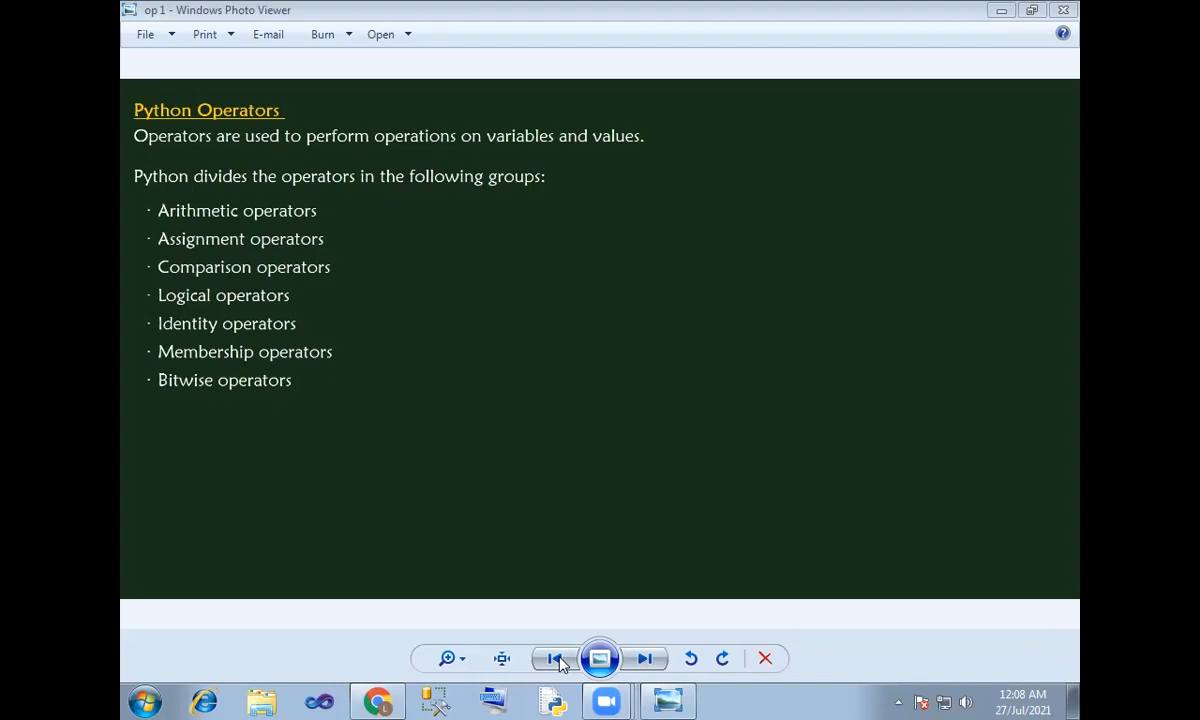 op 1 - Windows Photo Viewer
File Print E-mail Burn Open
Python Operators
Operators are used to perform operations on variables and values.
Python divides the operators in the following groups:
· Arithmetic operators
· Assignment operators
· Comparison operators
· Logical operators
· Identity operators
· Membership operators
· Bitwise operators
12:08 AM
27/Jul/2021